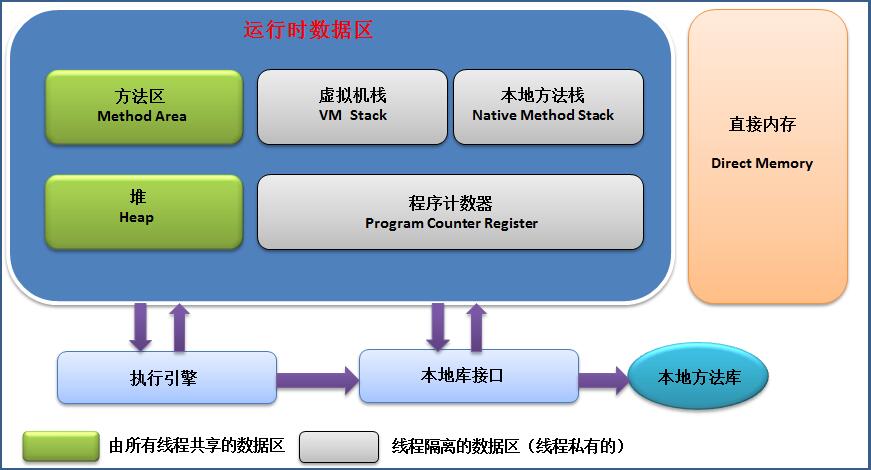 运行时数据区
方法区
Method Area
虚拟机栈
VM Stack
本地方法栈
Native Method Stack
直接内存
Direct Memory
堆
Heap
程序计数器
Program Counter Register
执行引擎
本地库接口
本地方法库
由所有线程共享的数据区
线程隔离的数据区（线程私有的）